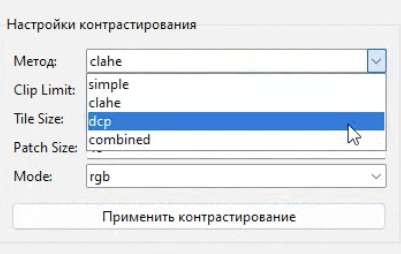 Настройки контрастирования
Метод: clahe
Clip Limit: simple
clahe
Tile Size: dcp
combined
Patch Size:
Mode: rgb
Применить контрастирование